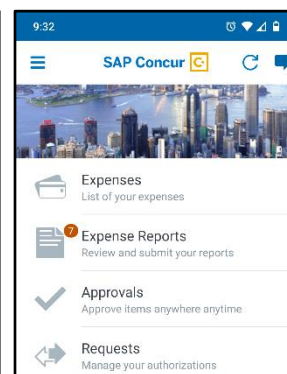 9:32
SAP Concur C
Expenses
List of your expenses
7
Expense Reports
Review and submit your reports
Approvals
Approve items anywhere anytime
Requests
Manage your authorizations